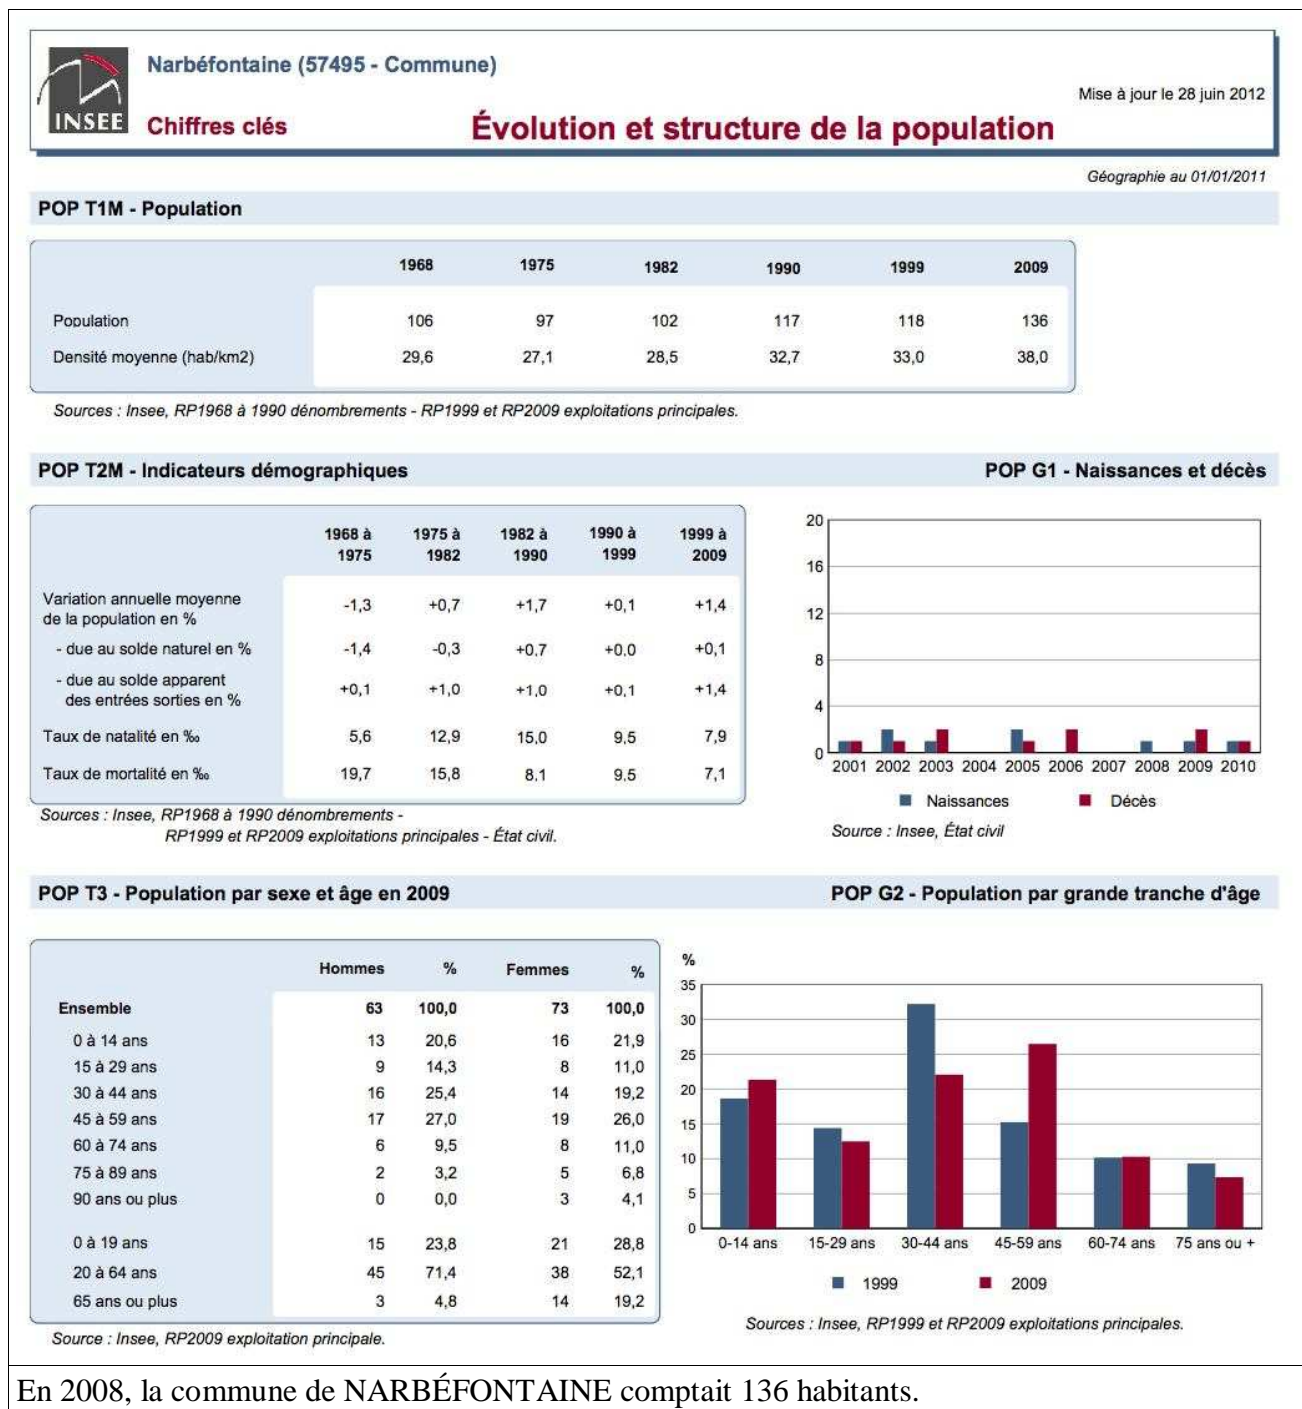 INSEE
Narbéfontaine (57495 - Commune)
Mise à jour le 28 juin 2012
Chiffres clés
Évolution et structure de la population
Géographie au 01/01/2011
POP T1M - Population
1968 1975 1982 1990 1999 2009
Population 106 97 102 117 118 136
Densité moyenne (hab/km2) 29,6 27,1 28,5 32,7 33,0 38,0
Sources : Insee, RP1968 à 1990 dénombrements - RP1999 et RP2009 exploitations principales.
POP T2M - Indicateurs démographiques
1968 à 1975 à 1982 à 1990 à 1999 à
1975 1982 1990 1999 2009
Variation annuelle moyenne
de la population en % -1,3 +0,7 +1,7 +0,1 +1,4
- due au solde naturel en % -1,4 -0,3 +0,7 +0,0 +0,1
- due au solde apparent
des entrées sorties en % +0,1 +1,0 +1,0 +0,1 +1,4
Taux de natalité en ‰ 5,6 12,9 15,0 9,5 7,9
Taux de mortalité en ‰ 19,7 15,8 8,1 9,5 7,1
Sources : Insee, RP1968 à 1990 dénombrements -
RP1999 et RP2009 exploitations principales - État civil.
POP G1 - Naissances et décès
20
16
12
8
4
0
2001 2002 2003 2004 2005 2006 2007 2008 2009 2010
Naissances Décès
Source : Insee, État civil
POP T3 - Population par sexe et âge en 2009
Hommes % Femmes %
Ensemble 63 100,0 73 100,0
0 à 14 ans 13 20,6 16 21,9
15 à 29 ans 9 14,3 8 11,0
30 à 44 ans 16 25,4 14 19,2
45 à 59 ans 17 27,0 19 26,0
60 à 74 ans 6 9,5 8 11,0
75 à 89 ans 2 3,2 5 6,8
90 ans ou plus 0 0,0 3 4,1
0 à 19 ans 15 23,8 21 28,8
20 à 64 ans 45 71,4 38 52,1
65 ans ou plus 3 4,8 14 19,2
Source : Insee, RP2009 exploitation principale.
POP G2 - Population par grande tranche d'âge
%
35
30
25
20
15
10
5
0
0-14 ans 15-29 ans 30-44 ans 45-59 ans 60-74 ans 75 ans ou +
1999 2009
Sources : Insee, RP1999 et RP2009 exploitations principales.
En 2008, la commune de NARBÉFONTAINE comptait 136 habitants.